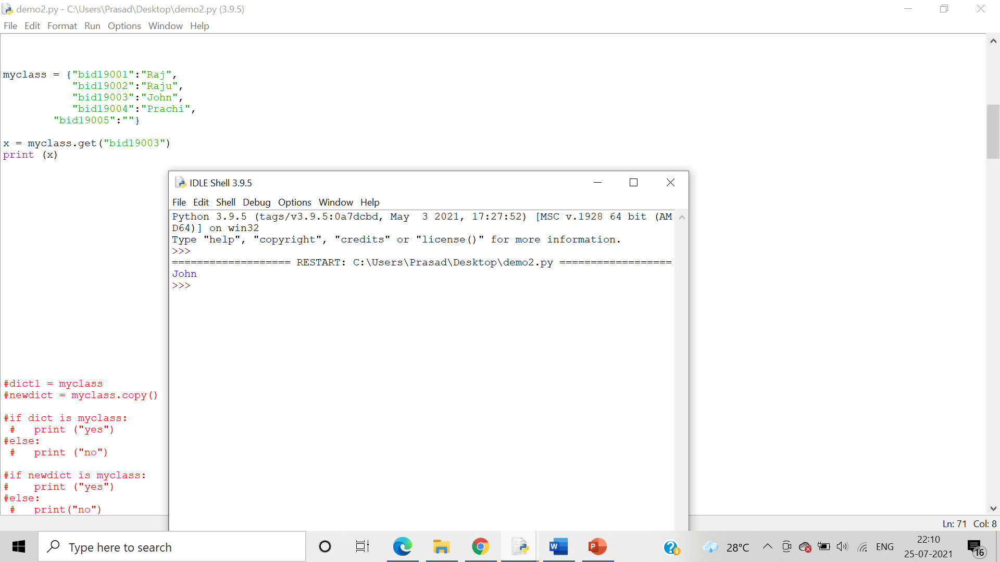 demo2.py - C:\Users\Prasad\Desktop\demo2.py (3.9.5)
File Edit Format Run Options Window Help
myclass = {"bid19001":"Raj",
"bid19002":"Raju",
"bid19003":"John",
"bid19004":"Prachi",
"bid19005":""}
x = myclass.get("bid19003")
print (x)
IDLE Shell 3.9.5
File Edit Shell Debug Options Window Help
Python 3.9.5 (tags/v3.9.5:0a7dcbd, May  3 2021, 17:27:52) [MSC v.1928 64 bit (AM
D64)] on win32
Type "help", "copyright", "credits" or "license()" for more information.
>>>
=================== RESTART: C:\Users\Prasad\Desktop\demo2.py ==================
John
>>>
#dict1 = myclass
#newdict = myclass.copy()
#if dict is myclass:
#   print ("yes")
#else:
#   print ("no")
#if newdict is myclass:
#    print ("yes")
#else:
#   print("no")
Ln: 71 Col: 8
Type here to search
28°C
ENG
22:10
25-07-2021
16